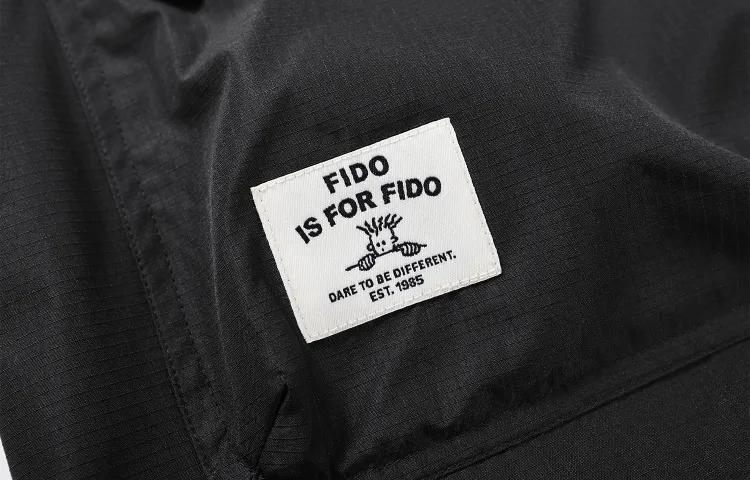 FIDO
IS FOR FIDO
DARE TO BE DIFFERENT.
EST. 1985